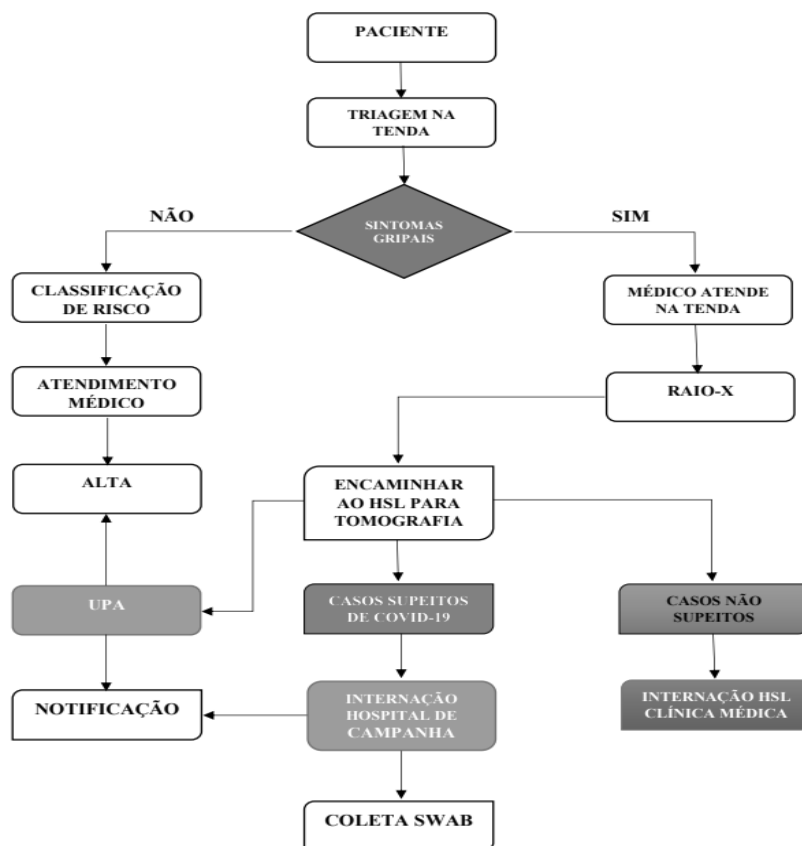 PACIENTE
TRIAGEM NA
TENDA
SINTOMAS
GRIPAIS
NÃO
SIM
CLASSIFICAÇÃO
DE RISCO
MÉDICO ATENDE
NA TENDA
ATENDIMENTO
MÉDICO
RAIO-X
ALTA
ENCAMINHAR
AO HSL PARA
TOMOGRAFIA
UPA
CASOS SUPEITOS
DE COVID-19
CASOS NÃO
SUPEITOS
NOTIFICAÇÃO
INTERNAÇÃO
HOSPITAL DE
CAMPANHA
INTERNAÇÃO HSL
CLÍNICA MÉDICA
COLETA SWAB